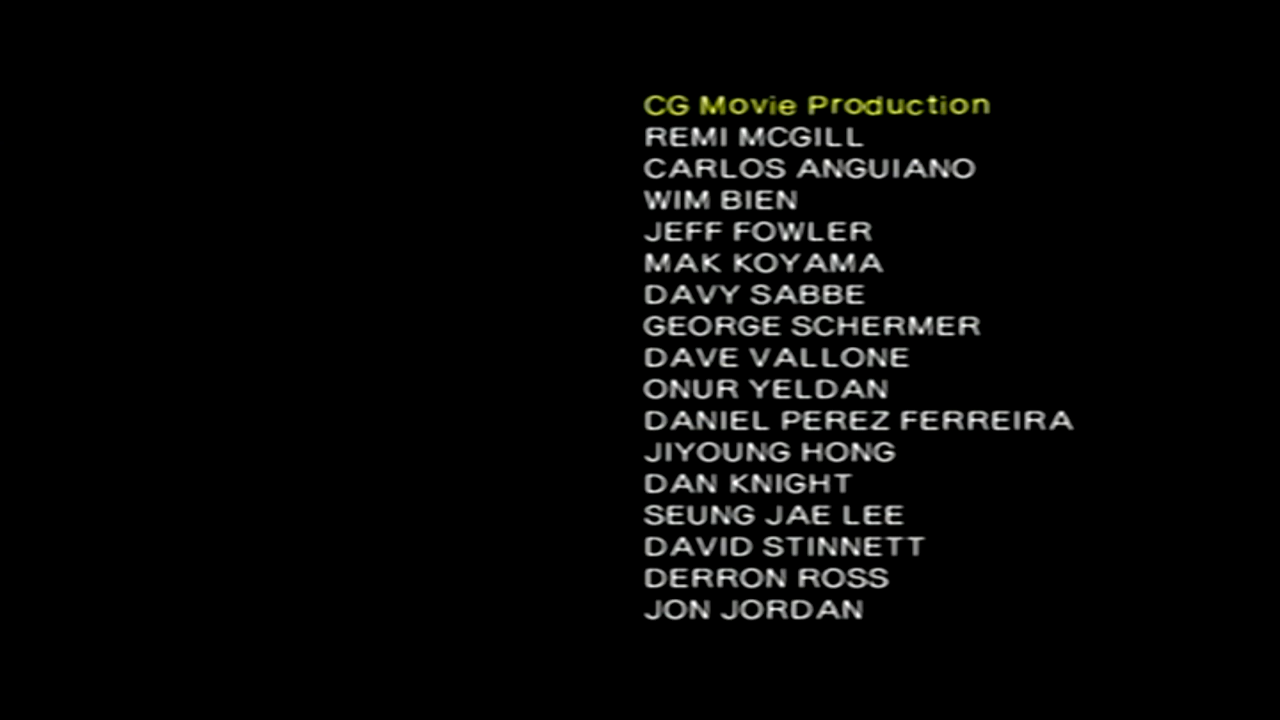 CG Movie Production
REMI MCGILL
CARLOS ANGUIANO
WIM BIEN
JEFF FOWLER
MAK KOYAMA
DAVY SABBE
GEORGE SCHERMER
DAVE VALLONE
ONUR YELDAN
DANIEL PEREZ FERREIRA
JIYOUNG HONG
DAN KNIGHT
SEUNG JAE LEE
DAVID STINNETT
DERRON ROSS
JON JORDAN